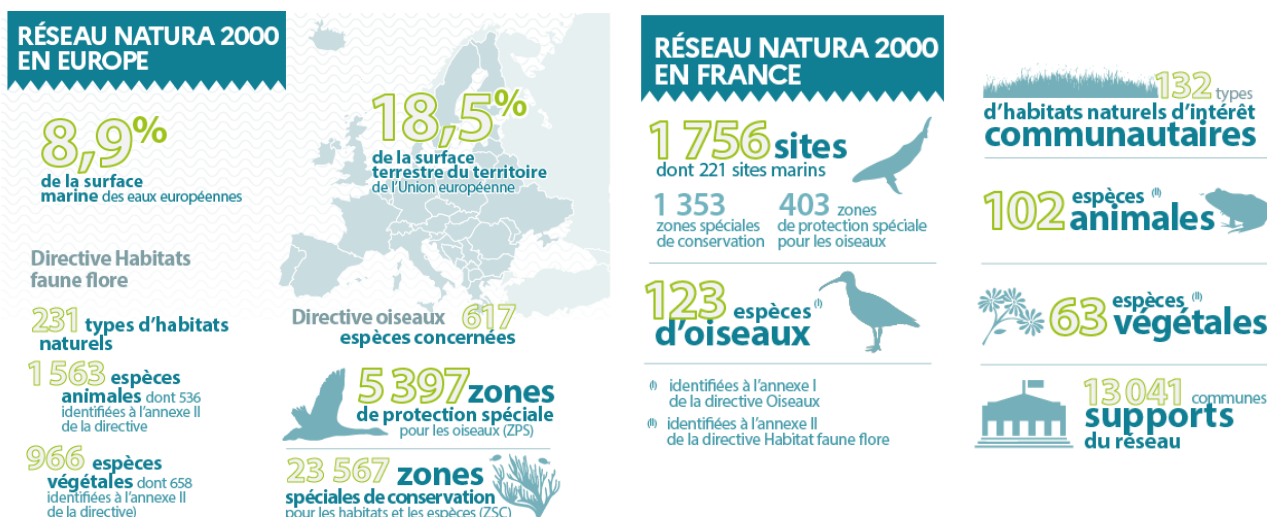 RÉSEAU NATURA 2000
EN EUROPE
8,9%
de la surface
marine des eaux européennes
18,5%
de la surface
terrestre du territoire
de l'Union européenne
Directive Habitats
faune flore
231 types d'habitats
naturels
1 563 espèces
animales dont 536
identifiées à l'annexe II
de la directive
966 espèces
végétales dont 658
identifiées à l'annexe II
de la directive)
Directive oiseaux 617
espèces concernées
5 397 zones
de protection spéciale
pour les oiseaux (ZPS)
23 567 zones
spéciales de conservation
pour les habitats et les espèces (ZSC)
RÉSEAU NATURA 2000
EN FRANCE
1 756 sites
dont 221 sites marins
1 353
zones spéciales
de conservation
403 zones
de protection spéciale
pour les oiseaux
123 espèces (I)
d'oiseaux
(I) identifiées à l'annexe I
de la directive Oiseaux
(II) identifiées à l'annexe II
de la directive Habitat faune flore
132 types
d'habitats naturels d'intérêt
communautaires
102 espèces (II)
animales
63 espèces (II)
végétales
13 041 communes
supports
du réseau